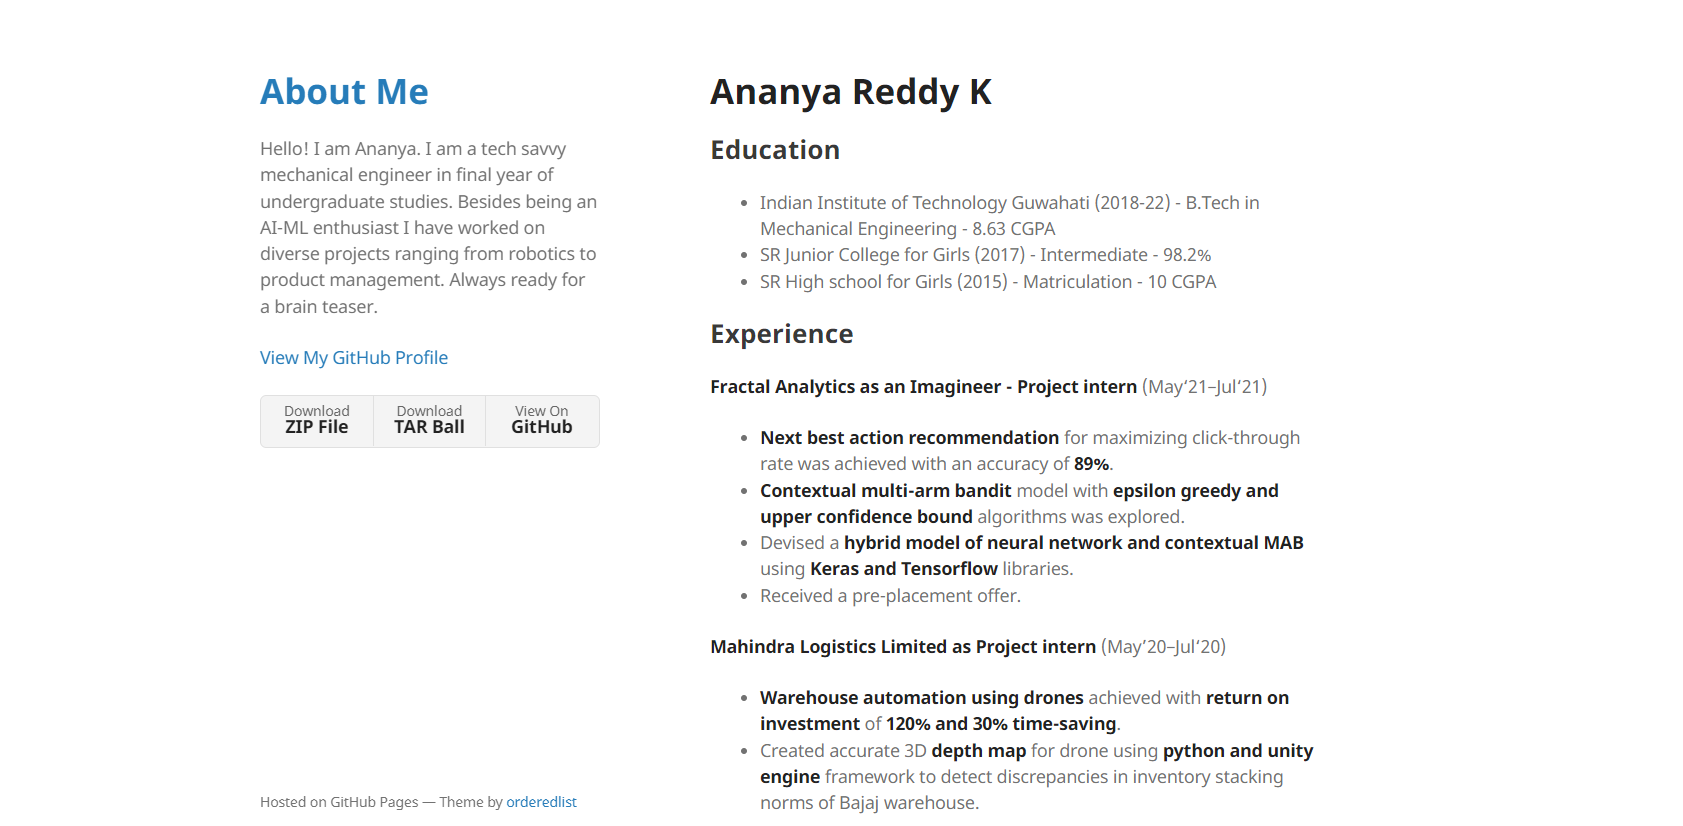 About Me
Hello! I am Ananya. I am a tech savvy
mechanical engineer in final year of
undergraduate studies. Besides being an
AI-ML enthusiast I have worked on
diverse projects ranging from robotics to
product management. Always ready for
a brain teaser.
View My GitHub Profile
Download
ZIP File
Download
TAR Ball
View On
GitHub
Hosted on GitHub Pages — Theme by orderedlist
Ananya Reddy K
Education
• Indian Institute of Technology Guwahati (2018-22) - B.Tech in
Mechanical Engineering - 8.63 CGPA
• SR Junior College for Girls (2017) - Intermediate - 98.2%
• SR High school for Girls (2015) - Matriculation - 10 CGPA
Experience
Fractal Analytics as an Imagineer - Project intern (May‘21–Jul‘21)
• Next best action recommendation for maximizing click-through
rate was achieved with an accuracy of 89%.
• Contextual multi-arm bandit model with epsilon greedy and
upper confidence bound algorithms was explored.
• Devised a hybrid model of neural network and contextual MAB
using Keras and Tensorflow libraries.
• Received a pre-placement offer.
Mahindra Logistics Limited as Project intern (May’20–Jul‘20)
• Warehouse automation using drones achieved with return on
investment of 120% and 30% time-saving.
• Created accurate 3D depth map for drone using python and unity
engine framework to detect discrepancies in inventory stacking
norms of Bajaj warehouse.